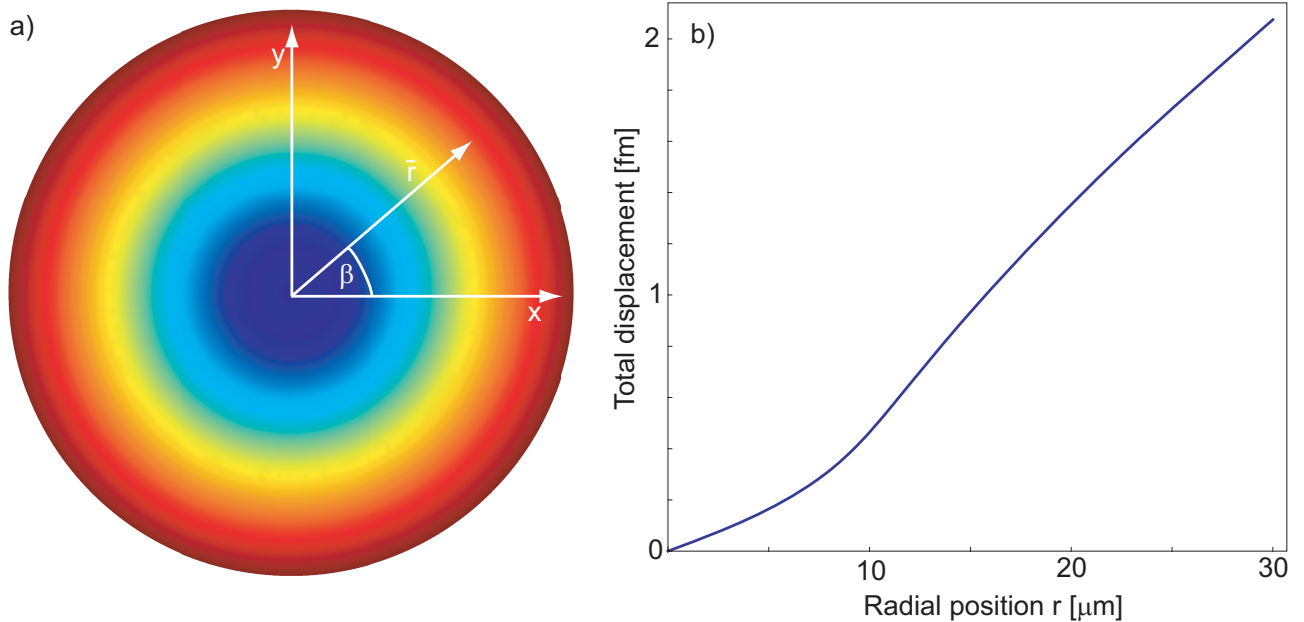 a)
y
r⃗
β
x
b)
Total displacement [fm]
2
1
0
10
20
30
Radial position r [μm]